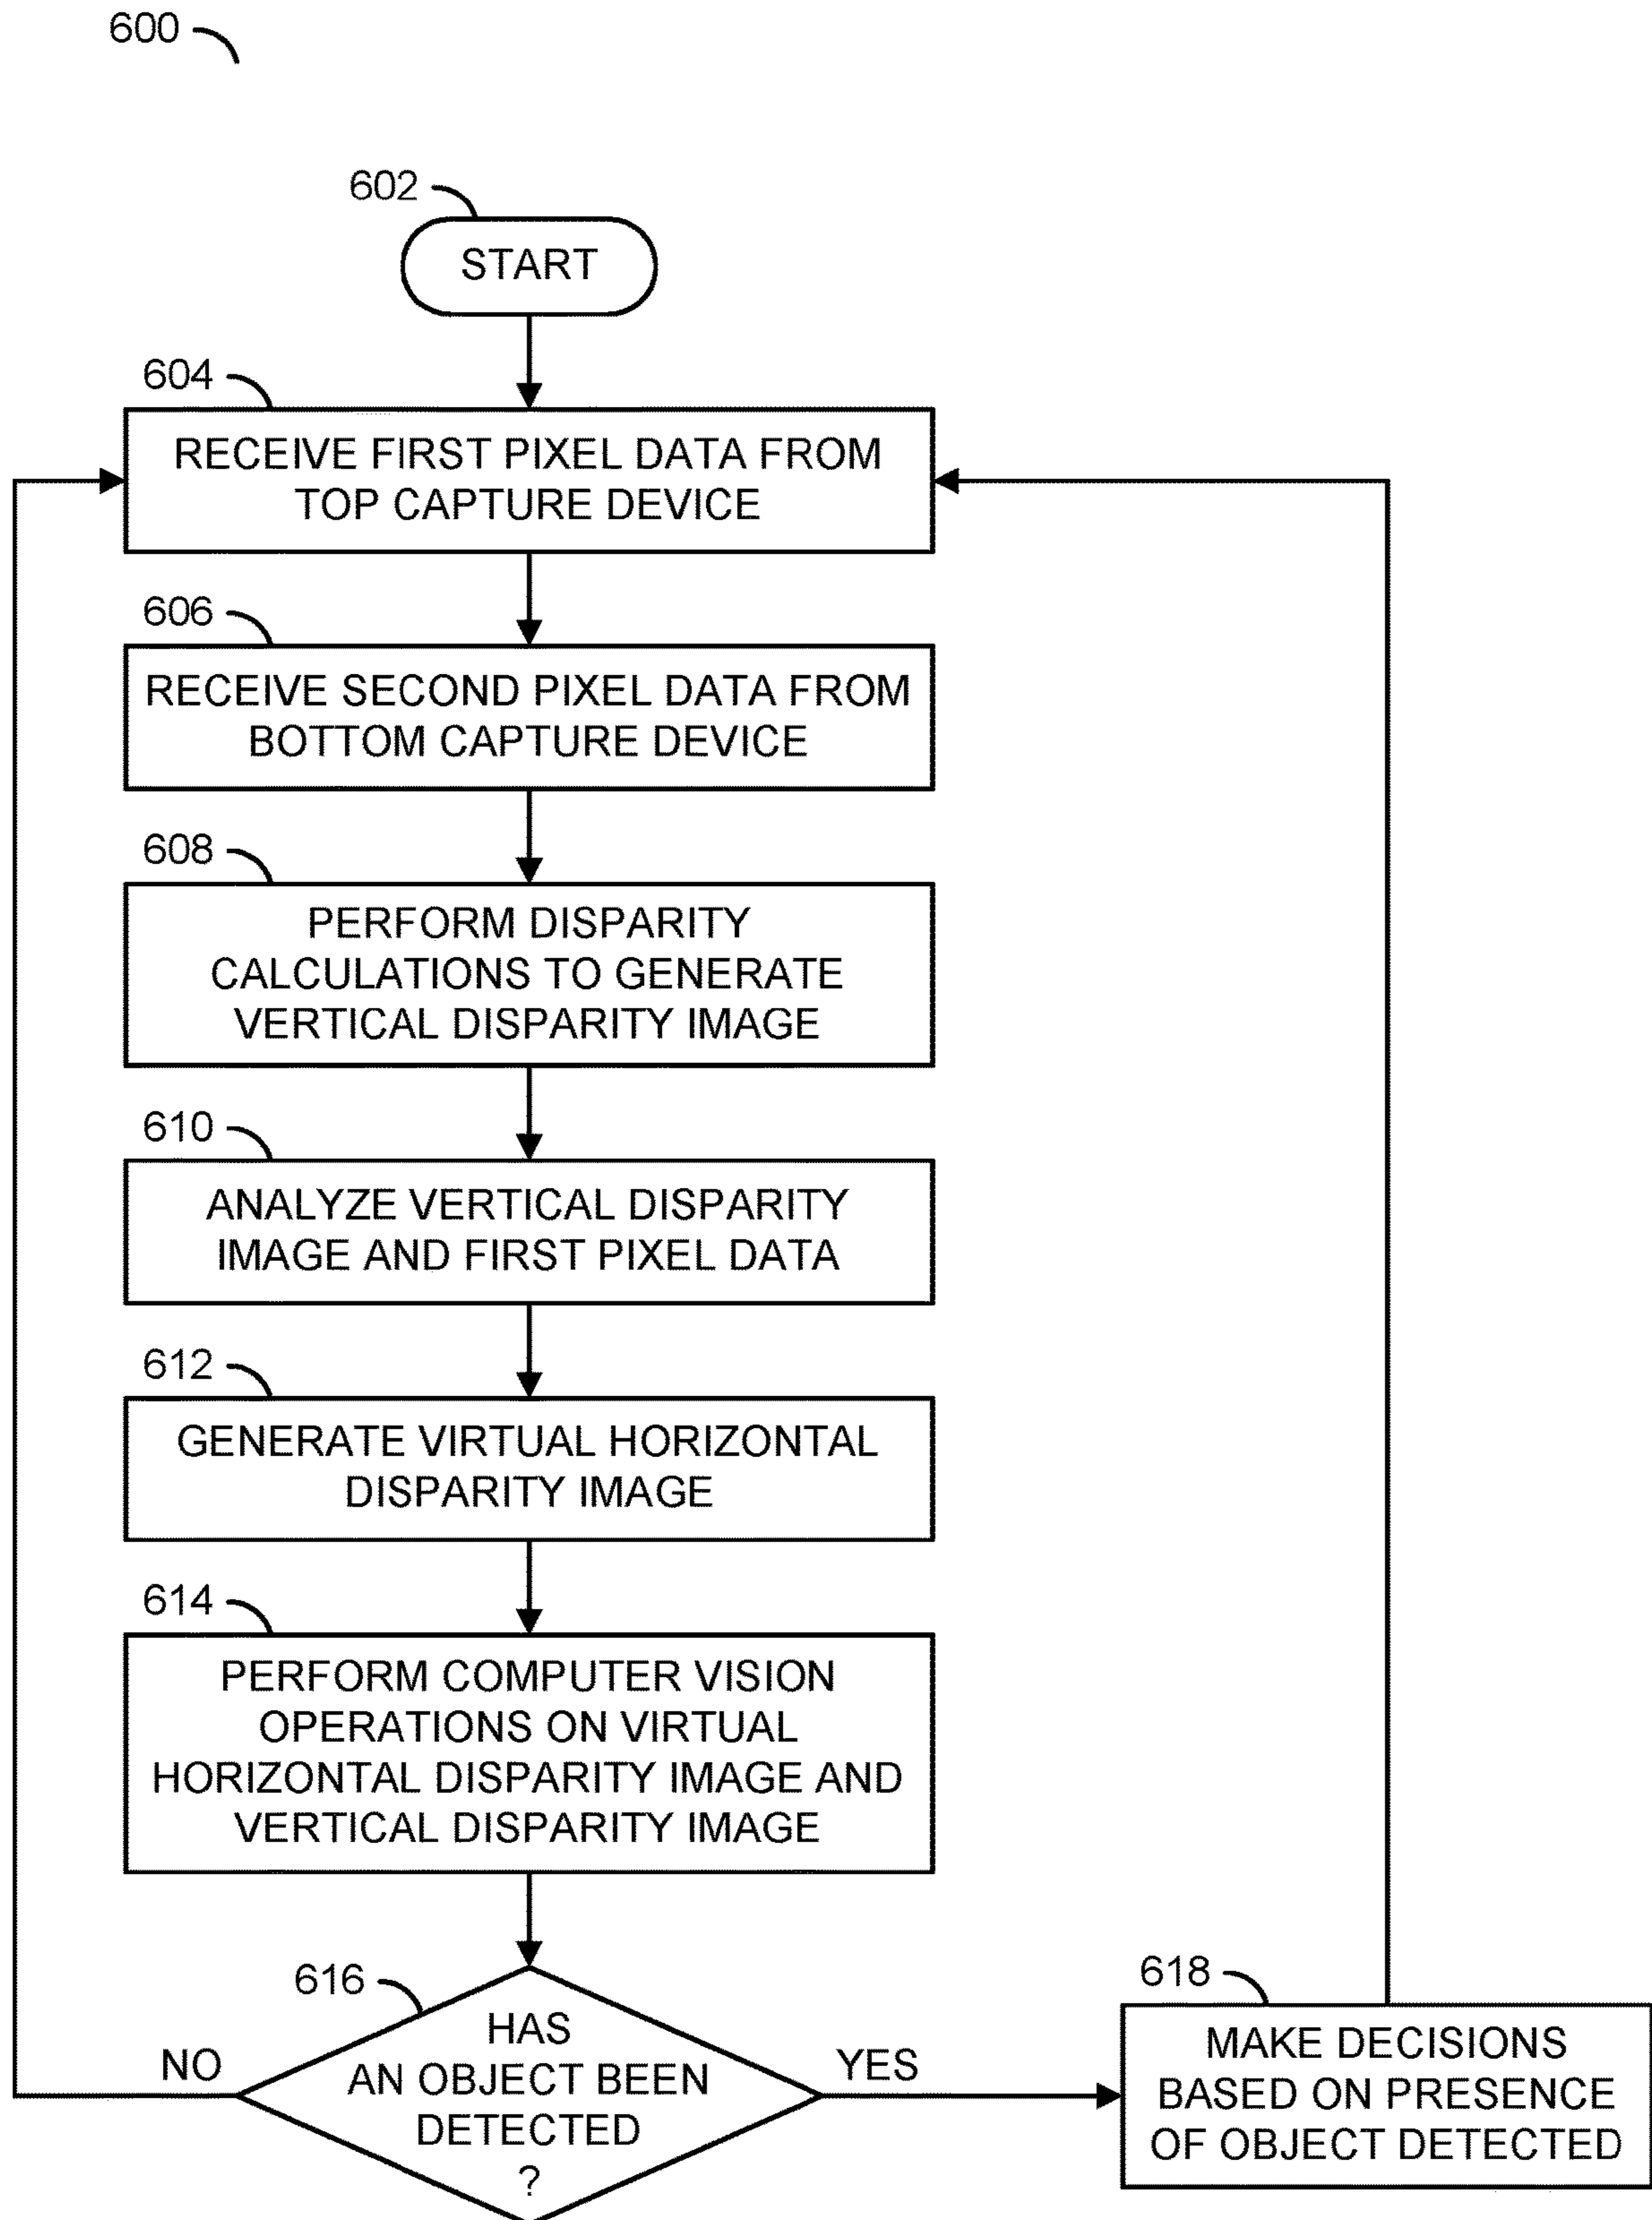 600
602
START
604
RECEIVE FIRST PIXEL DATA FROM
TOP CAPTURE DEVICE
606
RECEIVE SECOND PIXEL DATA FROM
BOTTOM CAPTURE DEVICE
608
PERFORM DISPARITY
CALCULATIONS TO GENERATE
VERTICAL DISPARITY IMAGE
610
ANALYZE VERTICAL DISPARITY
IMAGE AND FIRST PIXEL DATA
612
GENERATE VIRTUAL HORIZONTAL
DISPARITY IMAGE
614
PERFORM COMPUTER VISION
OPERATIONS ON VIRTUAL
HORIZONTAL DISPARITY IMAGE AND
VERTICAL DISPARITY IMAGE
616
HAS
AN OBJECT BEEN
DETECTED
?
NO
YES
618
MAKE DECISIONS
BASED ON PRESENCE
OF OBJECT DETECTED